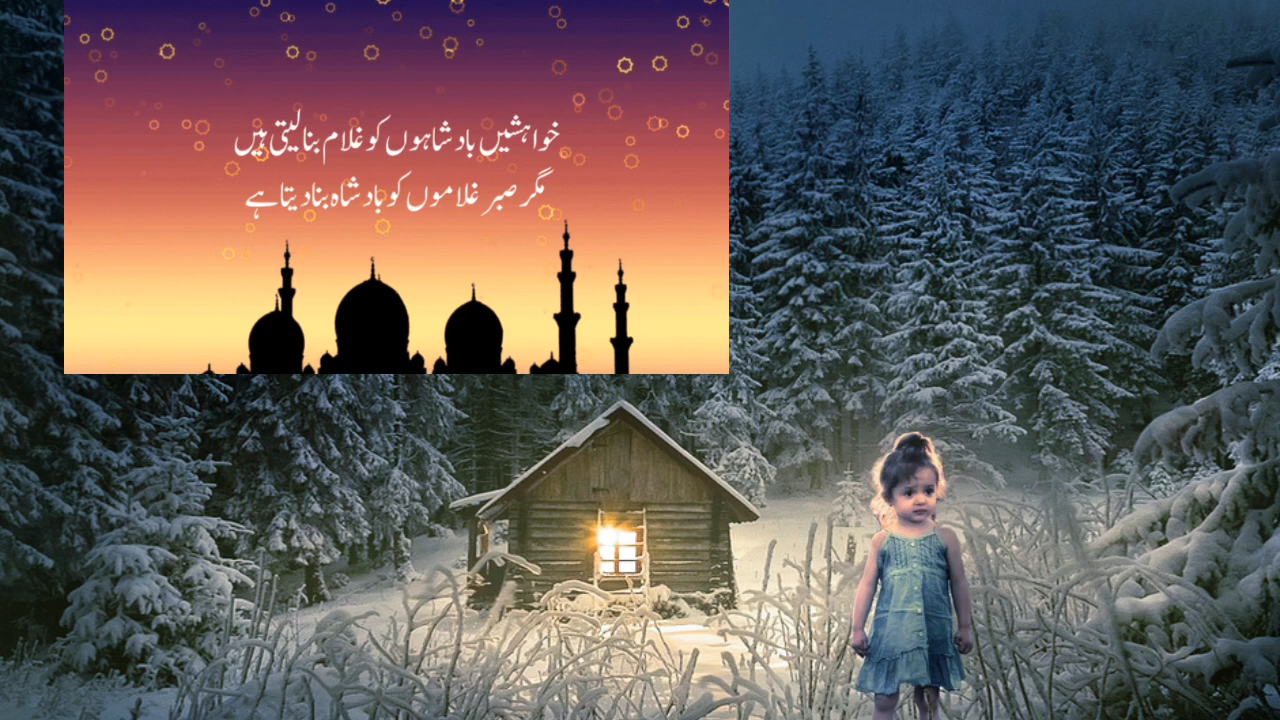 خواہشیں بادشاہوں کو غلام بنا لیتی ہیں
مگر صبر غلاموں کو بادشاہ بنا دیتا ہے